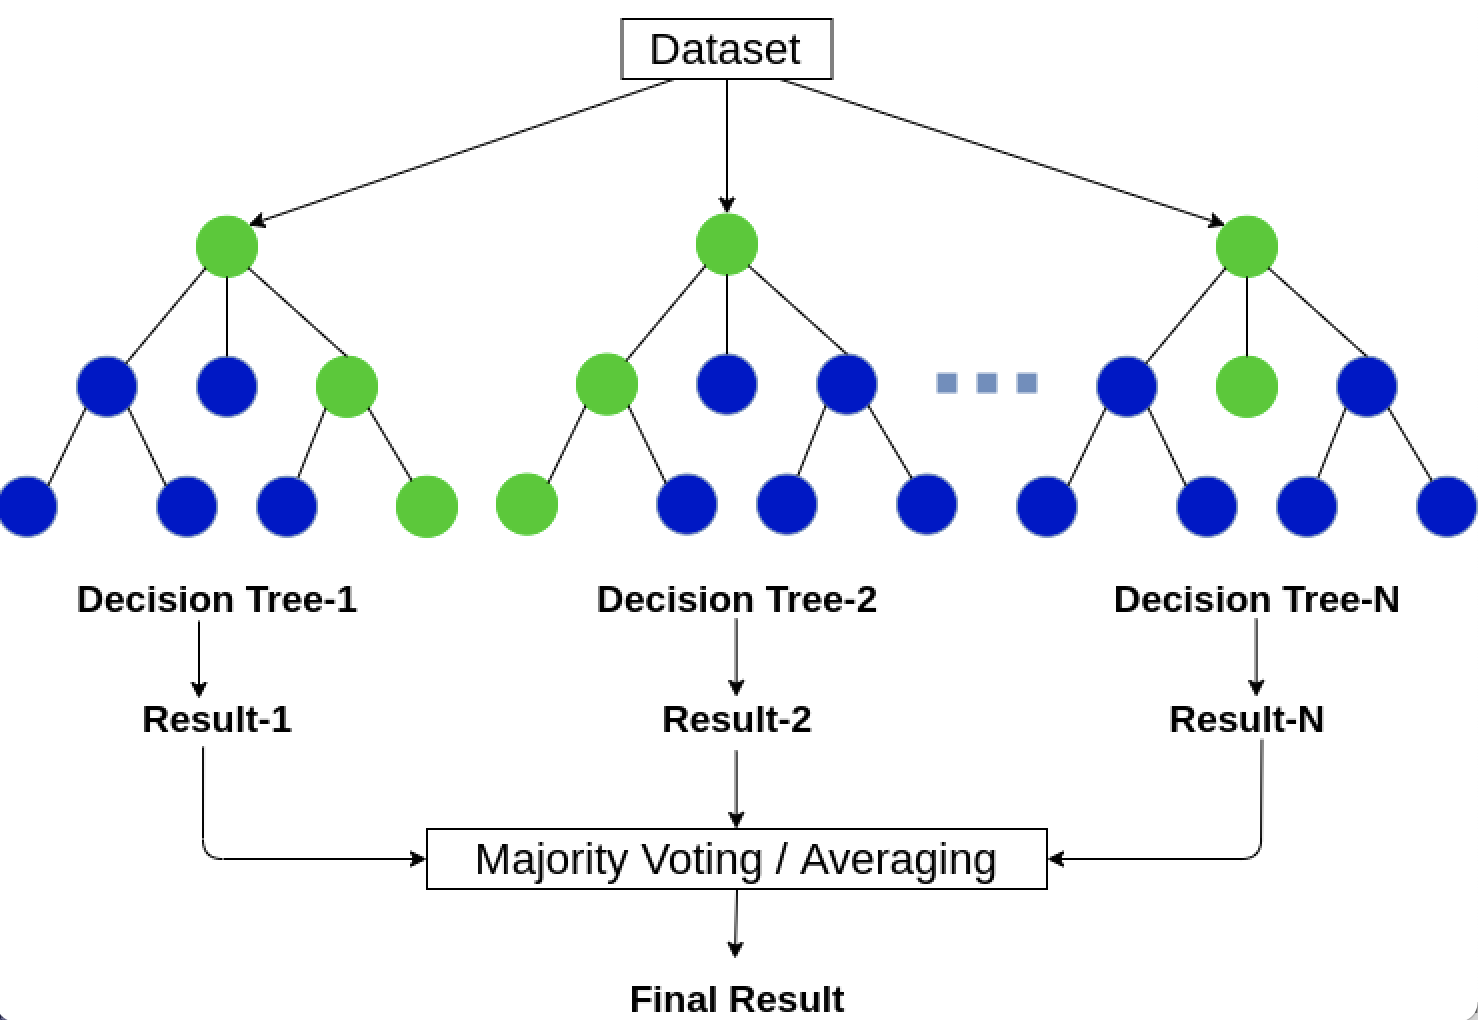 Dataset
Decision Tree-1
Decision Tree-2
Decision Tree-N
Result-1
Result-2
Result-N
Majority Voting / Averaging
Final Result